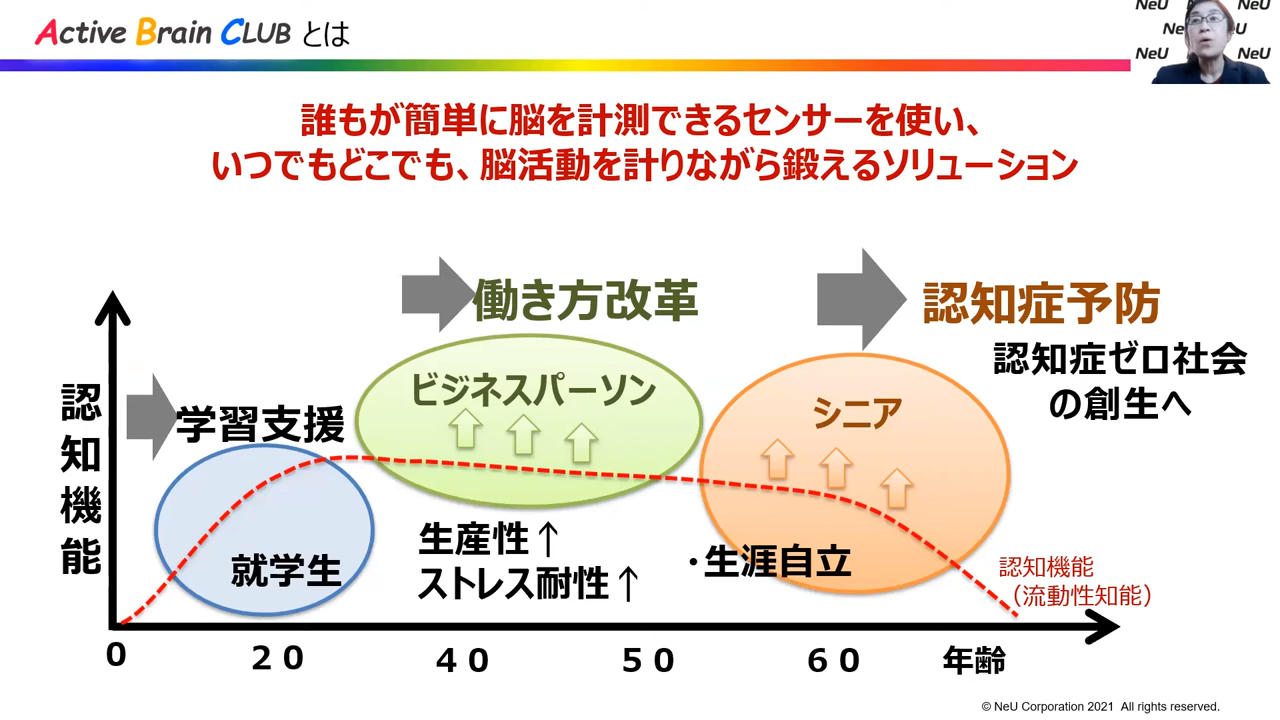 Active Brain CLUB とは
NeU NeU
Ne U
NeU NeU
誰もが簡単に脳を計測できるセンサーを使い、
いつでもどこでも、脳活動を計りながら鍛えるソリューション
働き方改革
認知症予防
認知症ゼロ社会
の創生へ
ビジネスパーソン
シニア
学習支援
認知機能
就学生
生産性↑
ストレス耐性↑
・生涯自立
認知機能
（流動性知能）
0 20 40 50 60 年齢
© NeU Corporation 2021 All rights reserved.